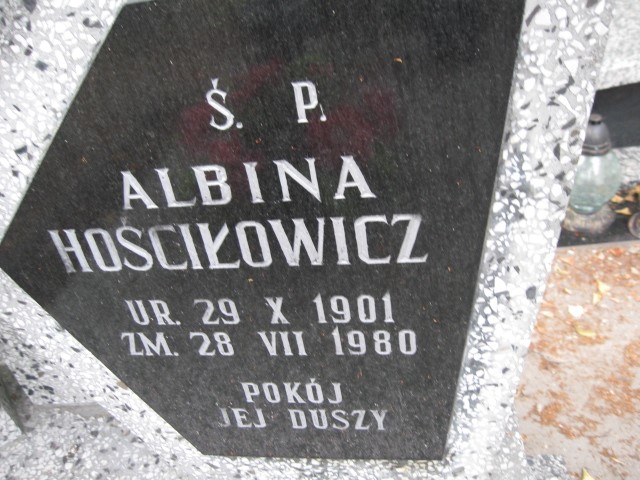 Ś. P.
ALBINA
HOŚCIŁOWICZ
UR. 29 X 1901
ZM. 28 VII 1980
POKÓJ
JEJ DUSZY